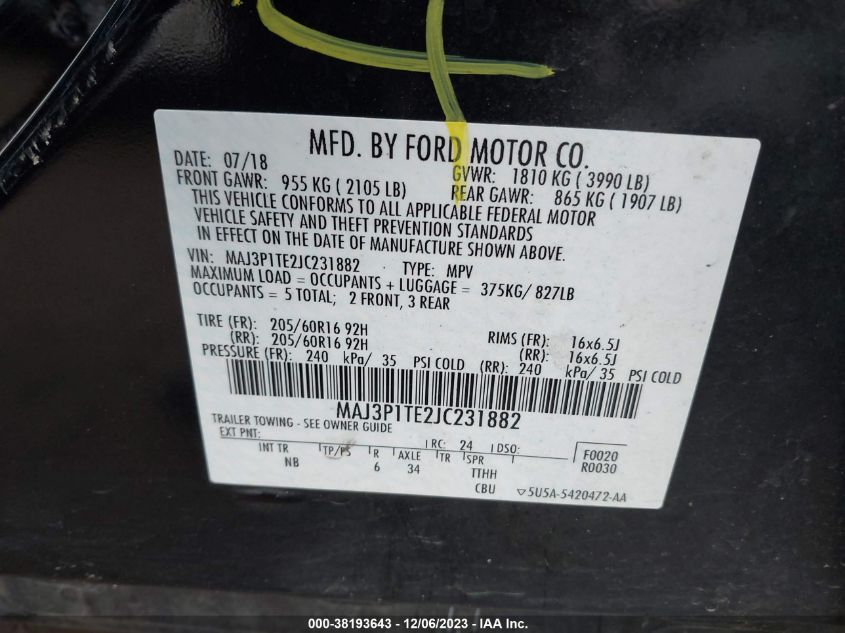 MFD. BY FORD MOTOR CO.
DATE: 07/18 GVWR: 1810 KG ( 3990 LB)
FRONT GAWR: 955 KG ( 2105 LB) REAR GAWR: 865 KG ( 1907 LB)
THIS VEHICLE CONFORMS TO ALL APPLICABLE FEDERAL MOTOR
VEHICLE SAFETY AND THEFT PREVENTION STANDARDS
IN EFFECT ON THE DATE OF MANUFACTURE SHOWN ABOVE.
VIN: MAJ3P1TE2JC231882 TYPE: MPV
MAXIMUM LOAD = OCCUPANTS + LUGGAGE = 375KG/ 827LB
OCCUPANTS = 5 TOTAL; 2 FRONT, 3 REAR
TIRE (FR): 205/60R16 92H RIMS (FR): 16x6.5J
(RR): 205/60R16 92H (RR): 16x6.5J
PRESSURE (FR): 240 kPa/ 35 PSI COLD (RR): 240 kPa/ 35 PSI COLD
MAJ3P1TE2JC231882
TRAILER TOWING - SEE OWNER GUIDE
EXT PNT: RC: 24 DSO: F0020
INT TR TP/PS R AXLE TR SPR R0030
NB 6 34 TTHH
CBU 5U5A-5420472-AA
000-38193643 - 12/06/2023 - IAA Inc.